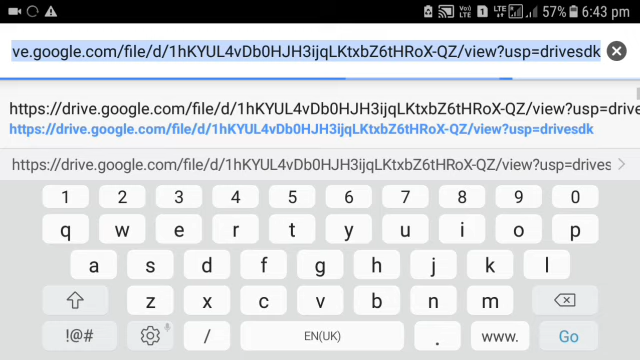 LTE 57% 6:43 pm
ve.google.com/file/d/1hKYUL4vDb0HJH3ijqLKtxbZ6tHRoX-QZ/view?usp=drivesdk
https://drive.google.com/file/d/1hKYUL4vDb0HJH3ijqLKtxbZ6tHRoX-QZ/view?usp=drivesdk
https://drive.google.com/file/d/1hKYUL4vDb0HJH3ijqLKtxbZ6tHRoX-QZ/view?usp=drivesdk
https://drive.google.com/file/d/1hKYUL4vDb0HJH3ijqLKtxbZ6tHRoX-QZ/view?usp=drives
1 2 3 4 5 6 7 8 9 0
q w e r t y u i o p
a s d f g h j k l
z x c v b n m
!@# / EN(UK) . www. Go